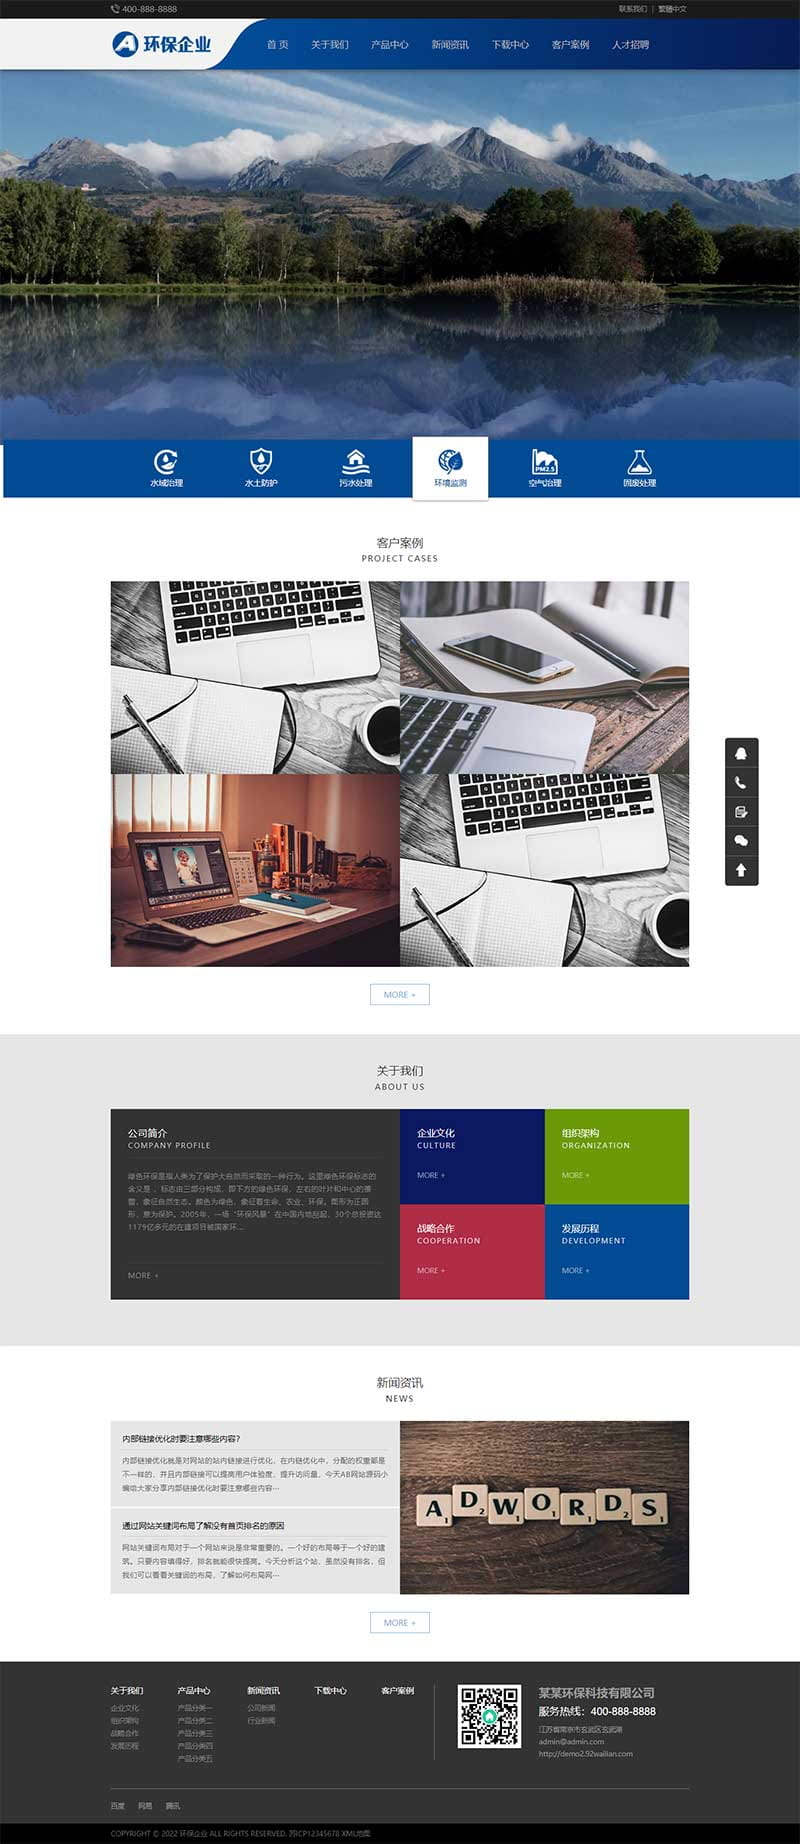 400-888-8888
联系我们 | 繁體中文
环保企业
首 页 关于我们 产品中心 新闻资讯 下载中心 客户案例 人才招聘
水域治理 水土防护 污水处理 环境监测 空气治理 固废处理
PM2.5
客户案例
PROJECT CASES
MORE +
关于我们
ABOUT US
公司简介
COMPANY PROFILE
绿色环保是指人类为了保护大自然而采取的一种行为。这里绿色环保标志的
含义是 ，标志由三部分构成，即下方的绿色环保，左右的叶片和中心的蓓
蕾，象征自然生态。颜色为绿色，象征着生命、农业、环保。图形为正圆
形，意为保护。2005年，一场“环保风暴”在中国内地刮起，30个总投资达
1179亿多元的在建项目被国家环...
MORE +
企业文化
CULTURE
MORE +
组织架构
ORGANIZATION
MORE +
战略合作
COOPERATION
MORE +
发展历程
DEVELOPMENT
MORE +
新闻资讯
NEWS
内部链接优化时要注意哪些内容?
内部链接优化就是对网站的站内链接进行优化，在内链优化中，分配的权重都是
不一样的，并且内部链接可以提高用户体验度，提升访问量，今天AB网站源码小
编给大家分享内部链接优化时要注意哪些内容···
通过网站关键词布局了解没有首页排名的原因
网站关键词布局对于一个网站来说是非常重要的。一个好的布局等于一个好的建
筑。只要内容填得好，排名就能很快提高。今天分析这个站，虽然没有排名，但
我们可以看看关键词的布局，了解如何布局网···
ADWORDS
MORE +
关于我们
企业文化
组织架构
战略合作
发展历程
产品中心
产品分类一
产品分类二
产品分类三
产品分类四
产品分类五
新闻资讯
公司新闻
行业新闻
下载中心
客户案例
某某环保科技有限公司
服务热线：400-888-8888
江苏省南京市玄武区玄武湖
admin@admin.com
http://demo2.92wailian.com
百度 网易 腾讯
COPYRIGHT © 2022 环保企业 ALL RIGHTS RESERVED. 苏ICP12345678 XML地图